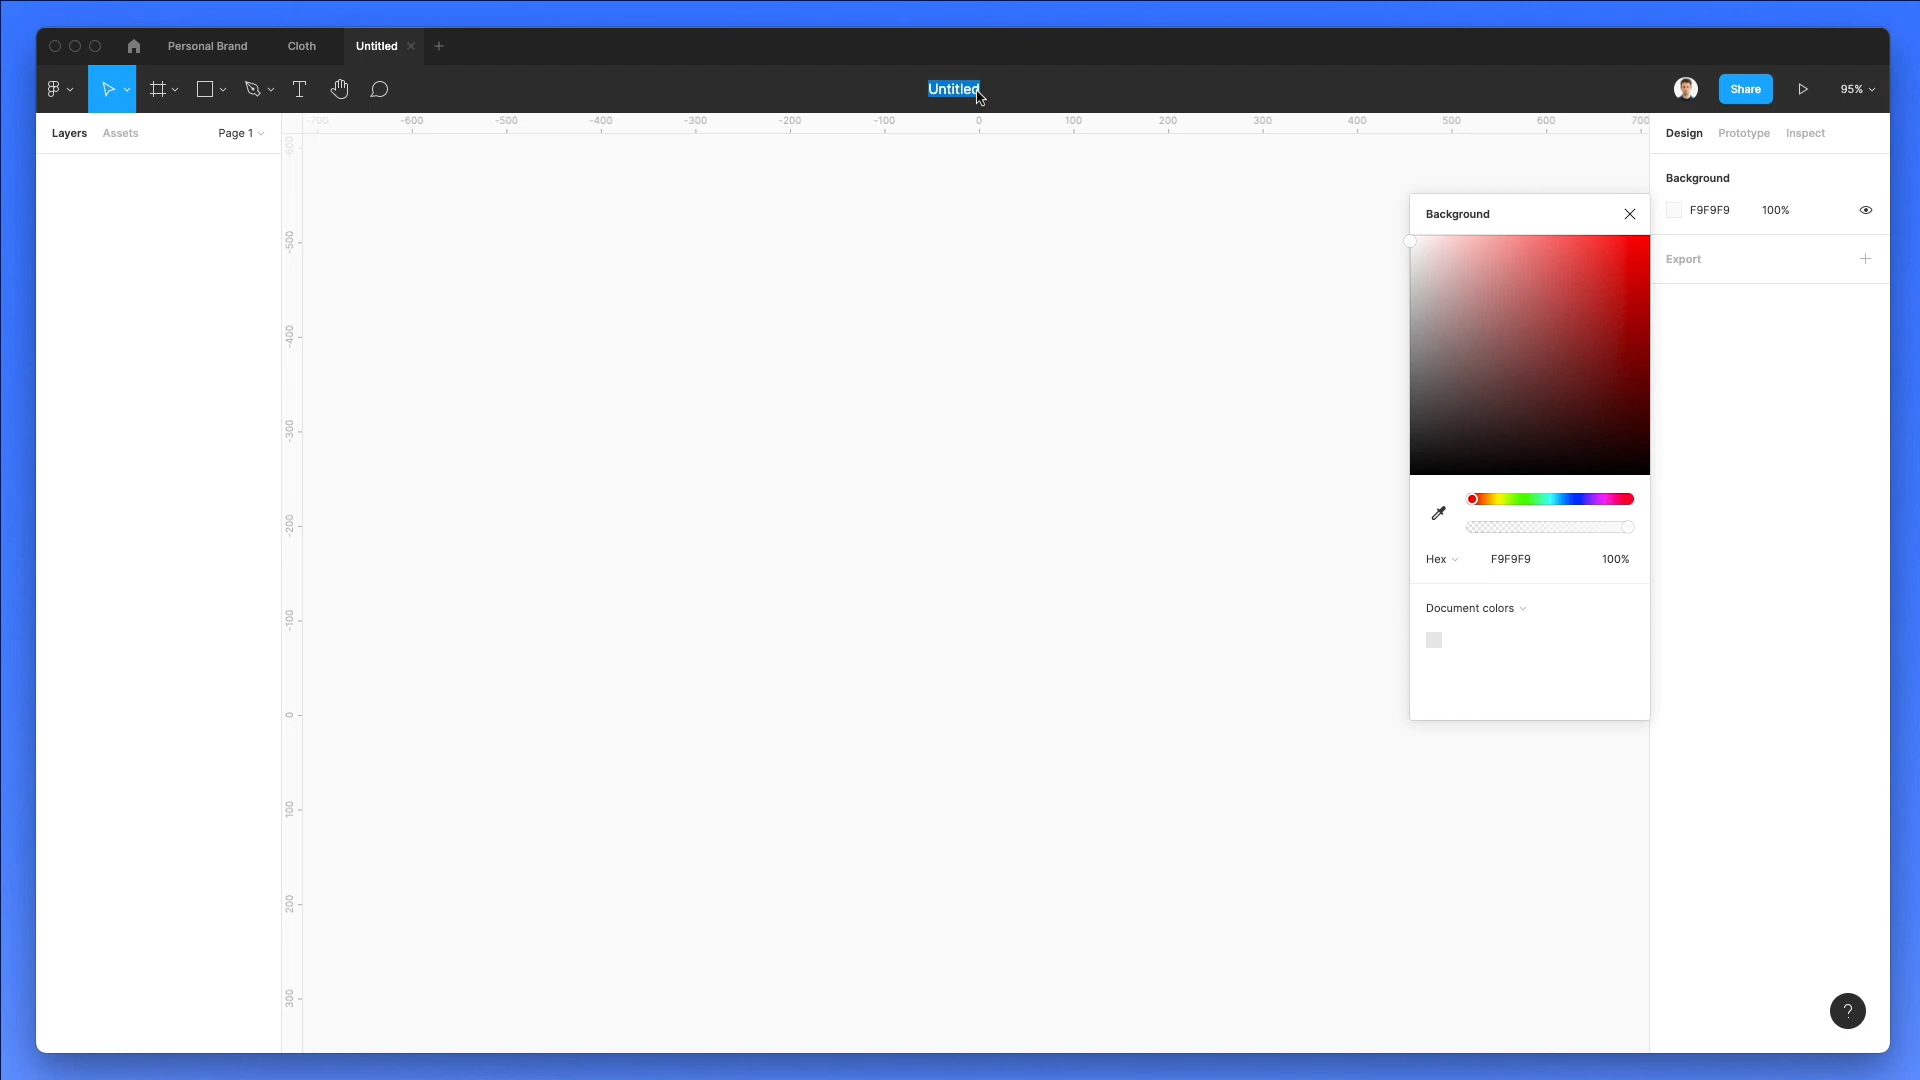 Personal Brand
Cloth
Untitled
Untitled
Share
95%
Layers
Assets
Page 1
-700
-600
-500
-400
-300
-200
-100
0
100
200
300
400
500
600
700
-600
-500
-400
-300
-200
-100
0
100
200
300
Design
Prototype
Inspect
Background
F9F9F9
100%
Export
Background
Hex
F9F9F9
100%
Document colors
?